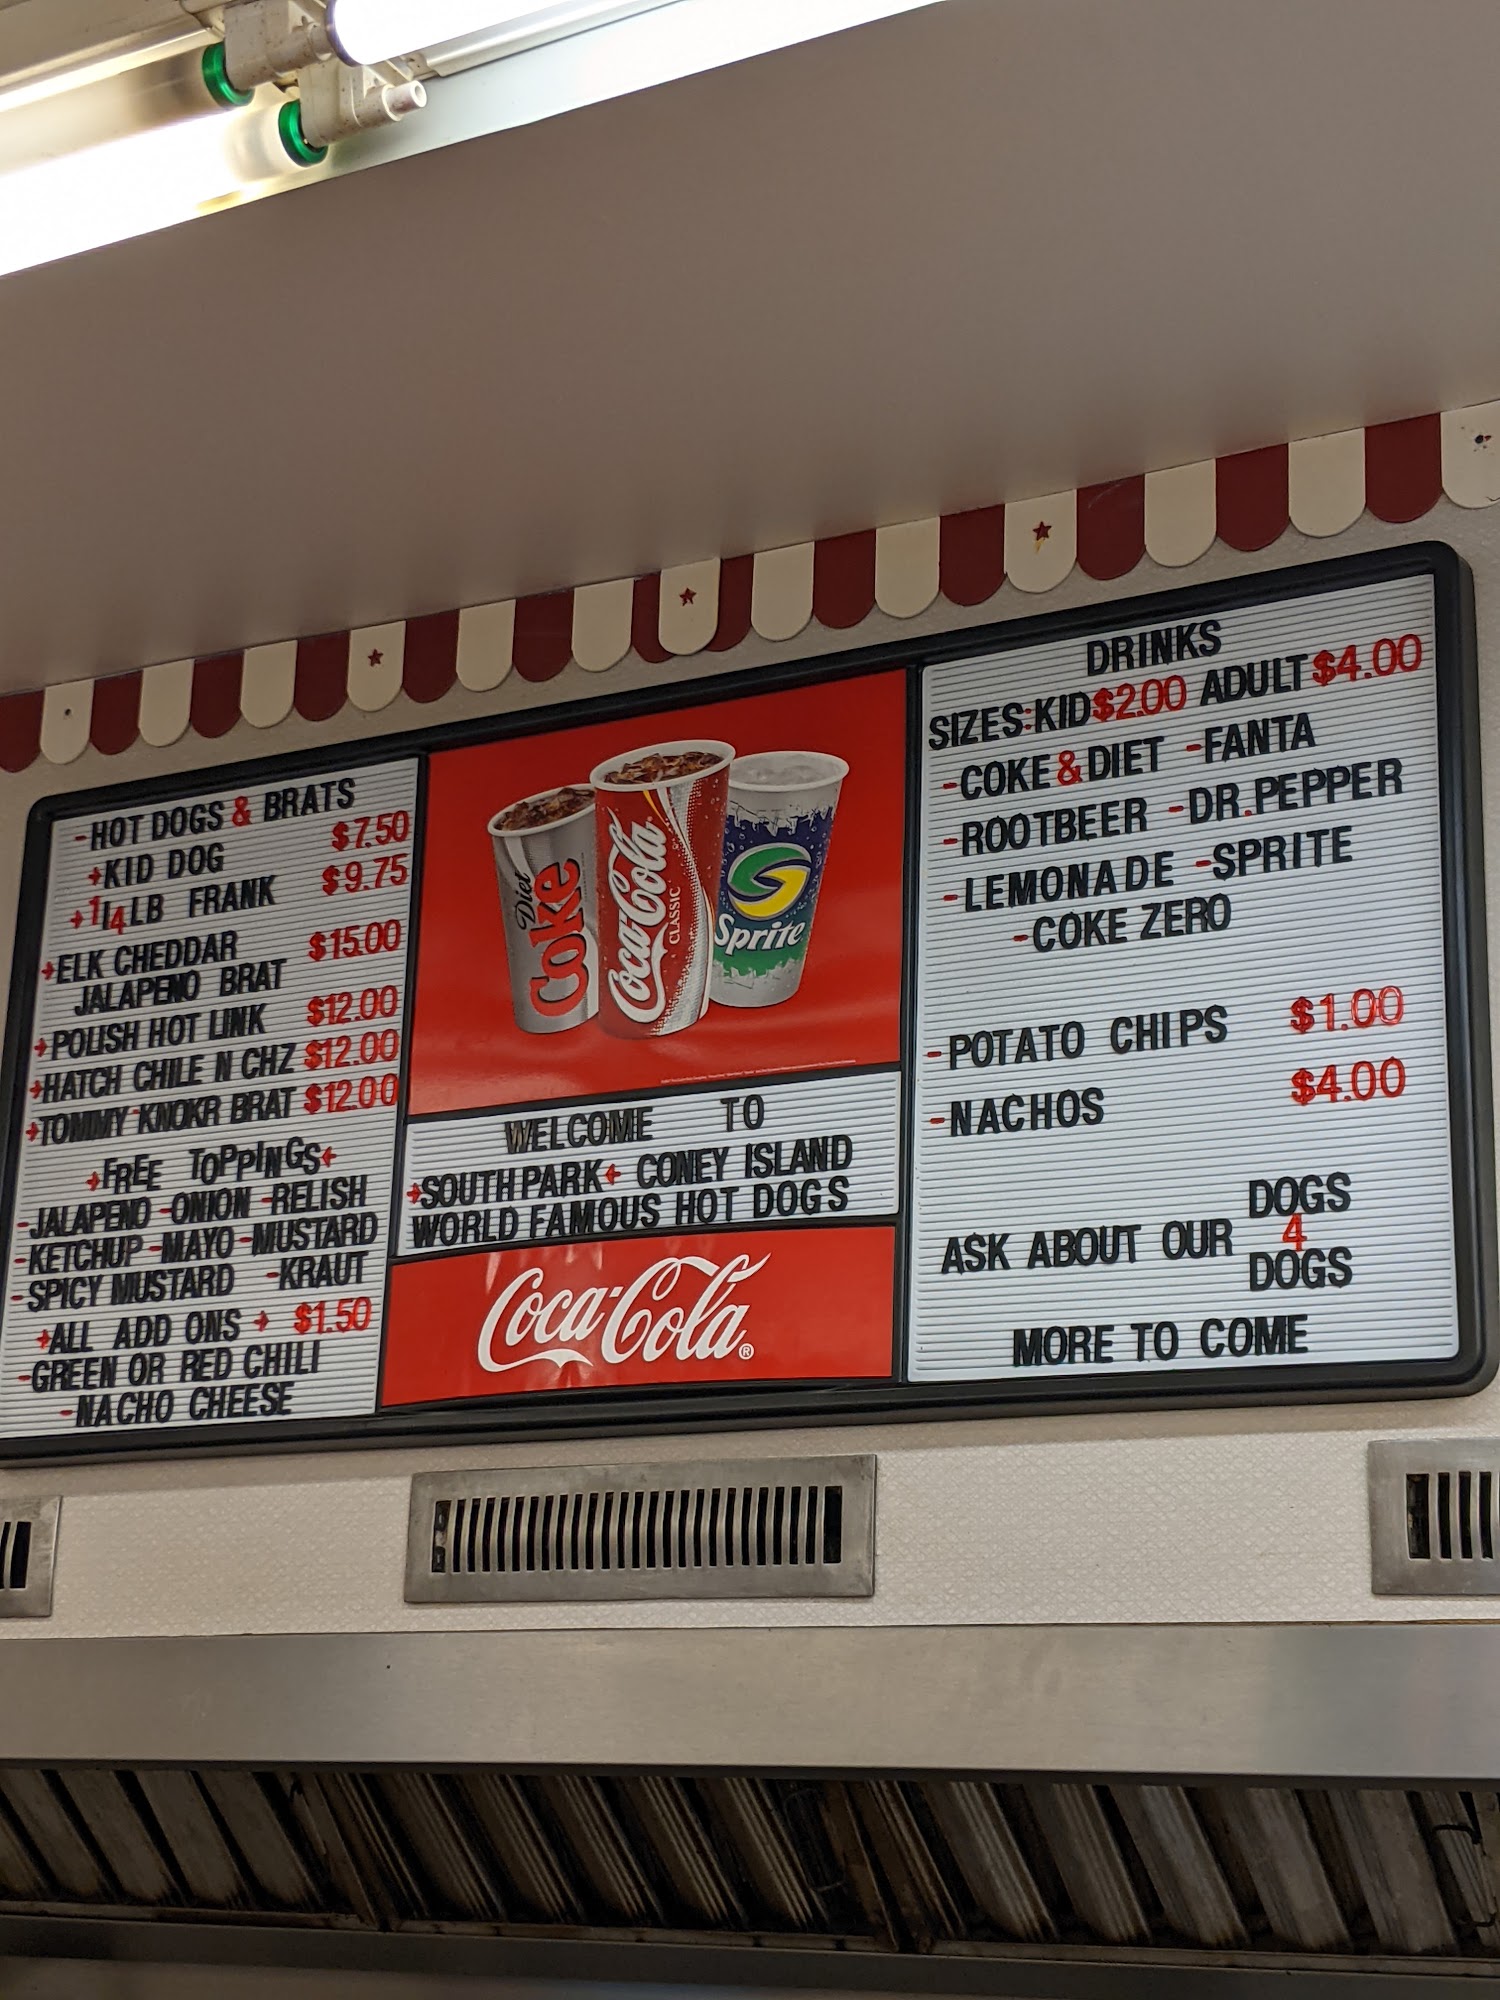 -HOT DOGS & BRATS
+KID DOG $7.50
+1/4LB FRANK $9.75
+ELK CHEDDAR $15.00
JALAPENO BRAT
+POLISH HOT LINK $12.00
+HATCH CHILE N CHZ $12.00
+TOMMY KNOKR BRAT $12.00
+FREE TOPPINGS+
-JALAPENO -ONION -RELISH
-KETCHUP -MAYO -MUSTARD
-SPICY MUSTARD -KRAUT
+ALL ADD ONS + $1.50
-GREEN OR RED CHILI
-NACHO CHEESE
Diet
Coke
Coca-Cola
CLASSIC
Sprite
WELCOME TO
+SOUTH PARK+ CONEY ISLAND
WORLD FAMOUS HOT DOGS
Coca-Cola®
DRINKS
SIZES:KID $2.00 ADULT $4.00
-COKE & DIET -FANTA
-ROOTBEER -DR.PEPPER
-LEMONADE -SPRITE
-COKE ZERO
-POTATO CHIPS $1.00
-NACHOS $4.00
DOGS
ASK ABOUT OUR 4
DOGS
MORE TO COME